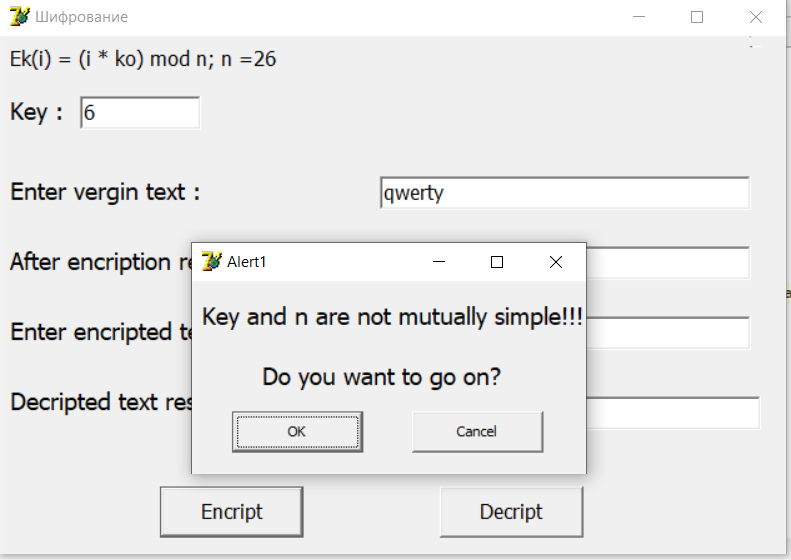 Шифрование
Ek(i) = (i * ko) mod n; n =26
Key : 6
Enter vergin text : qwerty
After encription re
Alert1
Key and n are not mutually simple!!!
Enter encripted te
Do you want to go on?
Decripted text res
OK Cancel
Encript Decript